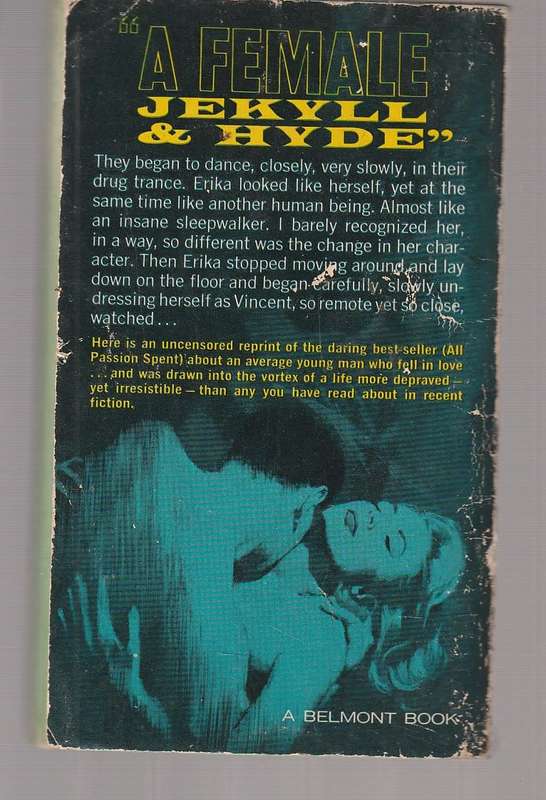 "A FEMALE
JEKYLL
& HYDE"
They began to dance, closely, very slowly, in their
drug trance. Erika looked like herself, yet at the
same time like another human being. Almost like
an insane sleepwalker. I barely recognized her,
in a way, so different was the change in her char-
acter. Then Erika stopped moving around and lay
down on the floor and began carefully, slowly un-
dressing herself as Vincent, so remote yet so close,
watched...
Here is an uncensored reprint of the daring best-seller (All
Passion Spent) about an average young man who fell in love
...and was drawn into the vortex of a life more depraved —
yet irresistible — than any you have read about in recent
fiction.
A BELMONT BOOK